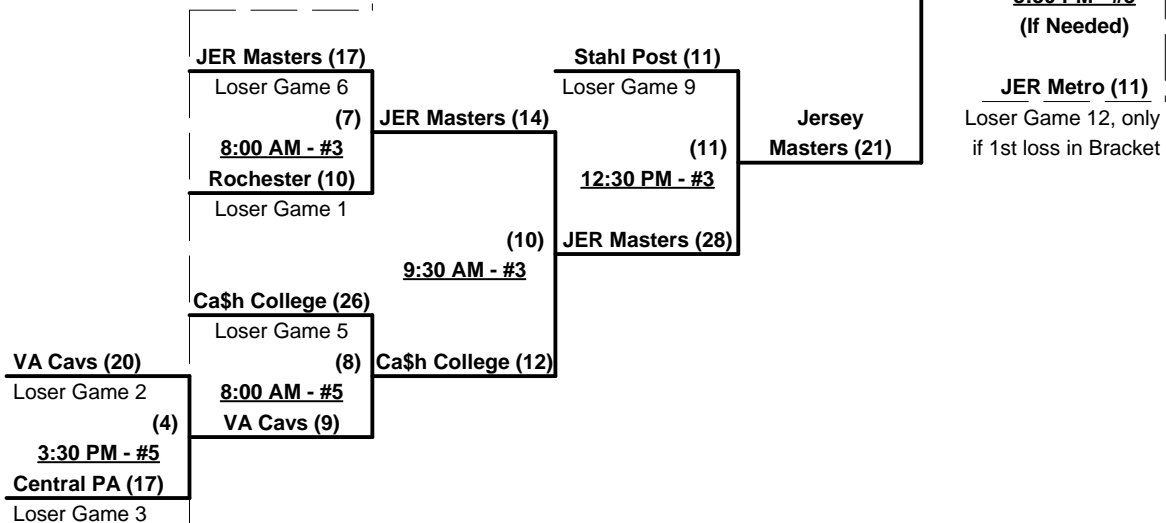 (If Needed)
JER Masters (17)
Stahl Post (11)
Loser Game 6
Loser Game 9
JER Metro (11)
(7)
JER Masters (14)
Jersey
Masters (21)
Loser Game 12, only
if 1st loss in Bracket
8:00 AM - #3
(11)
Rochester (10)
12:30 PM - #3
Loser Game 1
(10)
JER Masters (28)
9:30 AM - #3
Ca$h College (26)
Loser Game 5
VA Cavs (20)
(8)
Ca$h College (12)
Loser Game 2
8:00 AM - #5
(4)
VA Cavs (9)
3:30 PM - #5
Central PA (17)
Loser Game 3